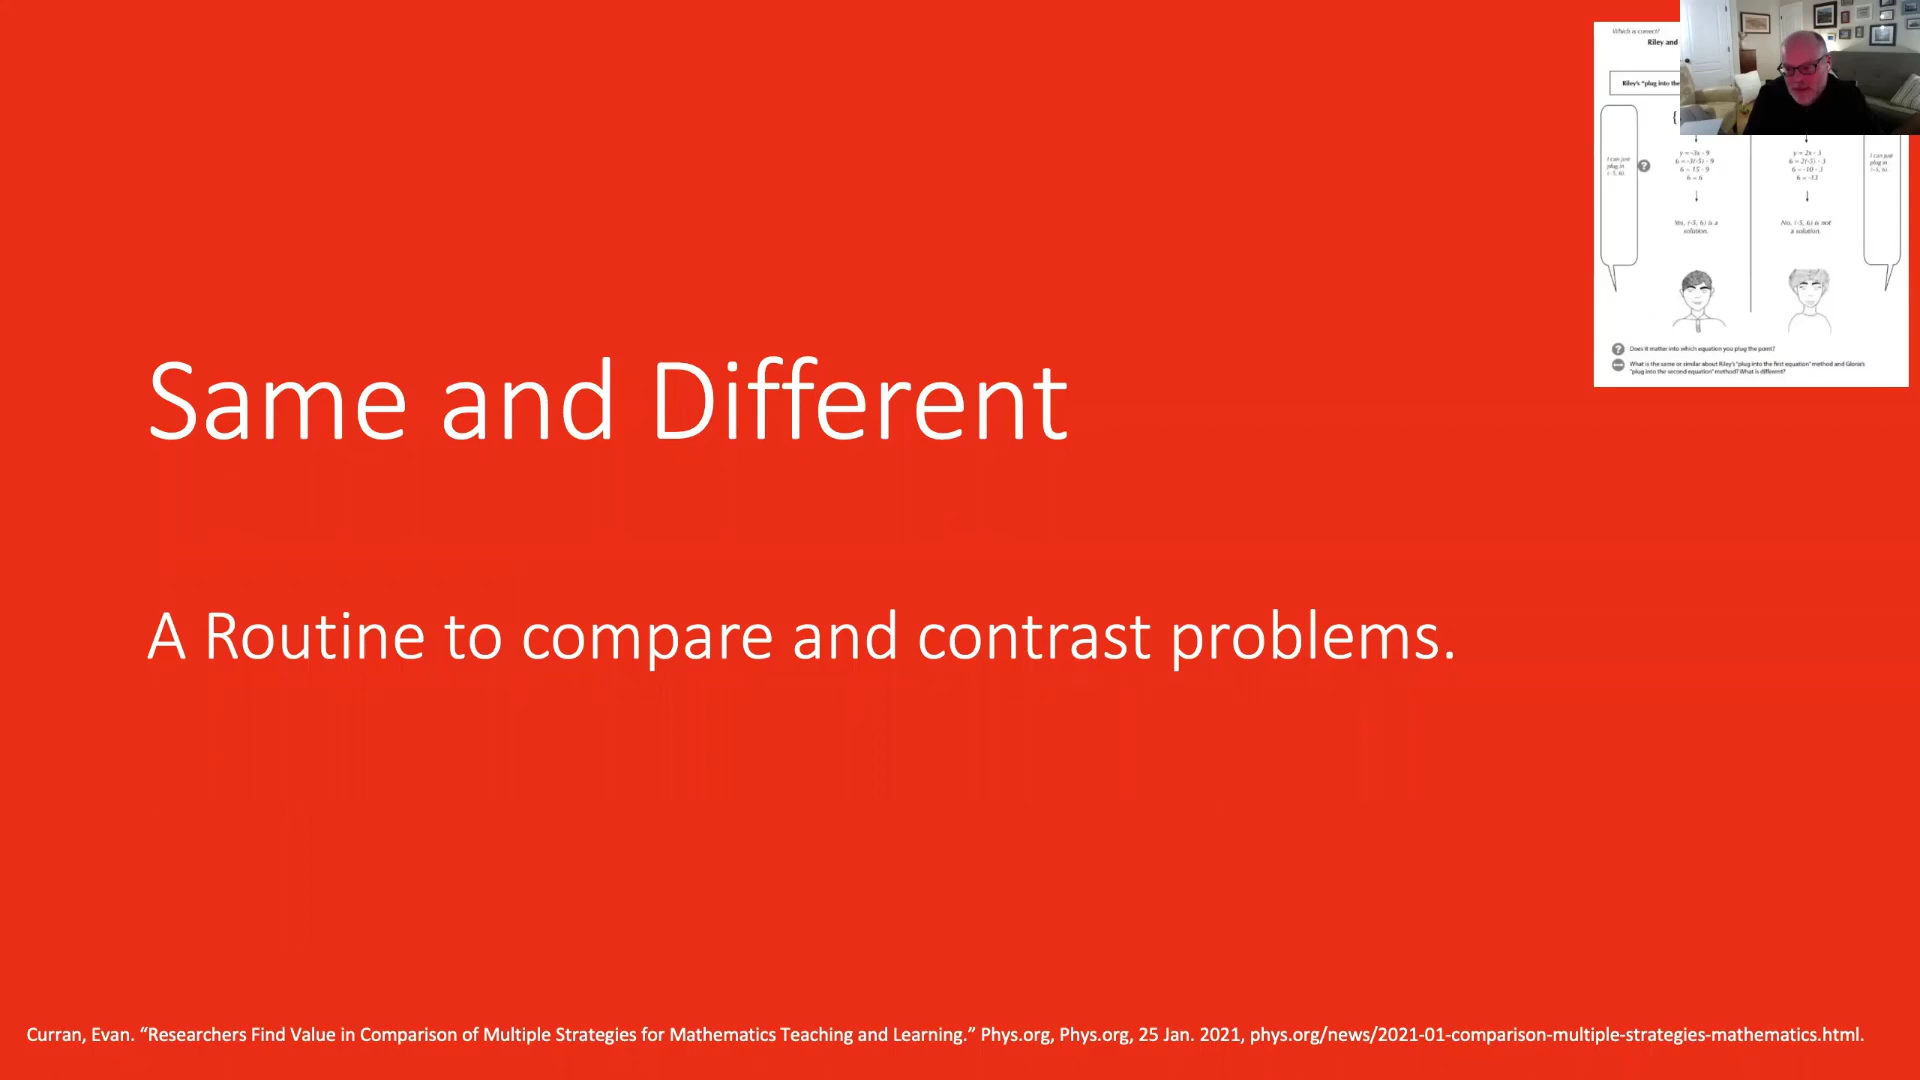 Which is correct?
Riley and
Riley's "plug into the
{
y = -3x - 9
6 = -3(-5) - 9
6 = 15 - 9
6 = 6
y = 2x - 3
6 = 2(-5) - 3
6 = -10 - 3
6 = -13
I can just
plug in
(-5, 6).
?
I can just
plug in
(-5, 6).
Yes, (-5, 6) is a
solution.
No, (-5, 6) is not
a solution.
? Does it matter into which equation you plug the point?
What is the same or similar about Riley's "plug into the first equation" method and Gloria's
"plug into the second equation" method? What is different?
Same and Different
A Routine to compare and contrast problems.
Curran, Evan. “Researchers Find Value in Comparison of Multiple Strategies for Mathematics Teaching and Learning.” Phys.org, Phys.org, 25 Jan. 2021, phys.org/news/2021-01-comparison-multiple-strategies-mathematics.html.